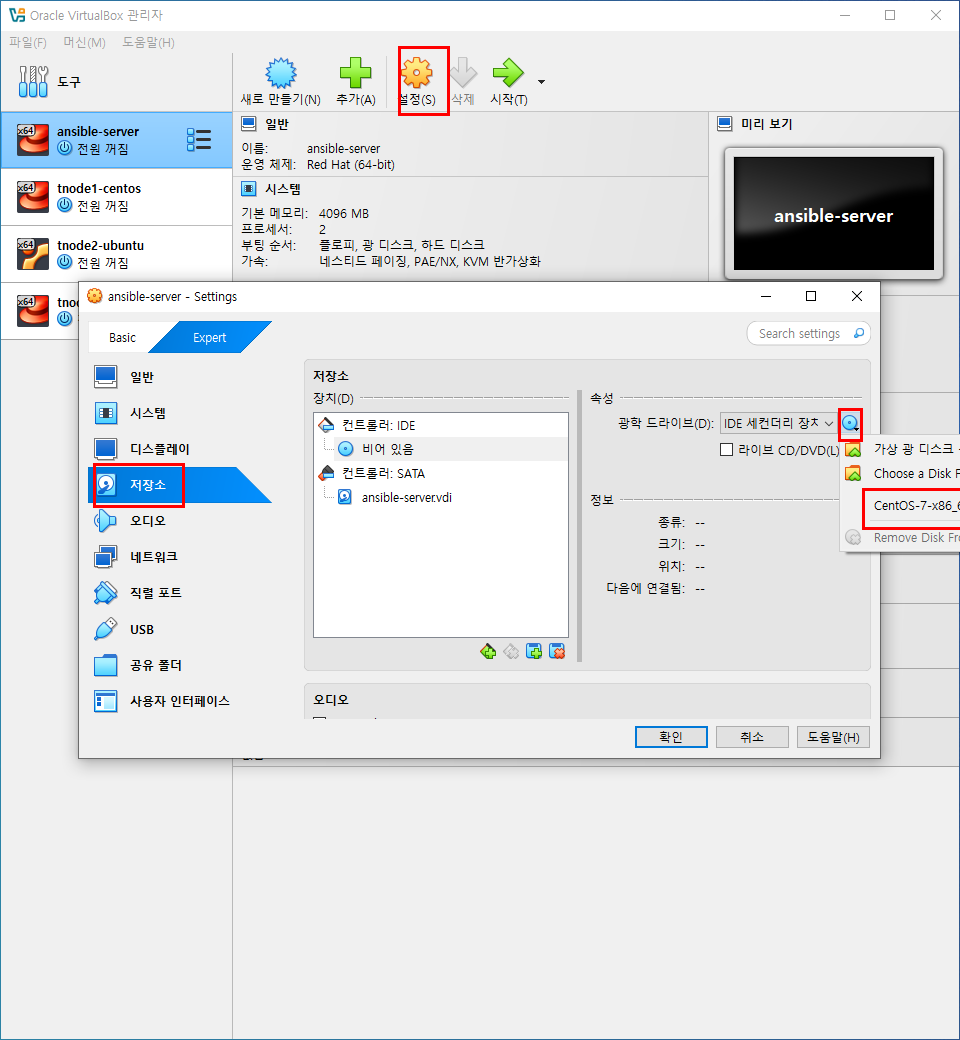 Oracle VirtualBox 관리자
파일(F) 머신(M) 도움말(H)
도구
새로 만들기(N) 추가(A) 설정(S) 삭제 시작(T)
x64 ansible-server
전원 꺼짐
x64 tnode1-centos
전원 꺼짐
x64 tnode2-ubuntu
전원 꺼짐
x64
일반
이름: ansible-server
운영 체제: Red Hat (64-bit)
시스템
기본 메모리: 4096 MB
프로세서: 2
부팅 순서: 플로피, 광 디스크, 하드 디스크
가속: 네스티드 페이징, PAE/NX, KVM 반가상화
미리 보기
ansible-server
ansible-server - Settings
Basic Expert
Search settings
일반
시스템
디스플레이
저장소
오디오
네트워크
직렬 포트
USB
공유 폴더
사용자 인터페이스
저장소
장치(D)
컨트롤러: IDE
비어 있음
컨트롤러: SATA
ansible-server.vdi
속성
광학 드라이브(D): IDE 세컨더리
라이브 CD/DVD(L)
가상 광 디스크
Choose a Disk
CentOS-7-x86_6
Remove Disk
정보
종류: --
크기: --
위치: --
다음에 연결됨: --
오디오
확인 취소 도움말(H)